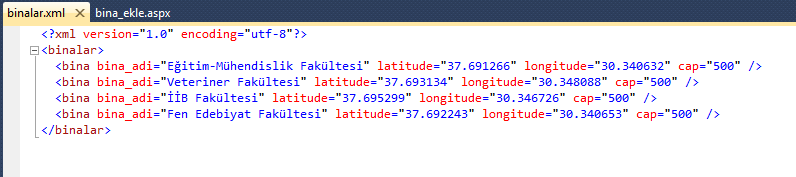 binalar.xml bina_ekle.aspx
<?xml version="1.0" encoding="utf-8"?>
<binalar>
<bina bina_adi="Eğitim-Mühendislik Fakültesi" latitude="37.691266" longitude="30.340632" cap="500" />
<bina bina_adi="Veteriner Fakültesi" latitude="37.693134" longitude="30.348088" cap="500" />
<bina bina_adi="İİB Fakültesi" latitude="37.695299" longitude="30.346726" cap="500" />
<bina bina_adi="Fen Edebiyat Fakültesi" latitude="37.692243" longitude="30.340653" cap="500" />
</binalar>